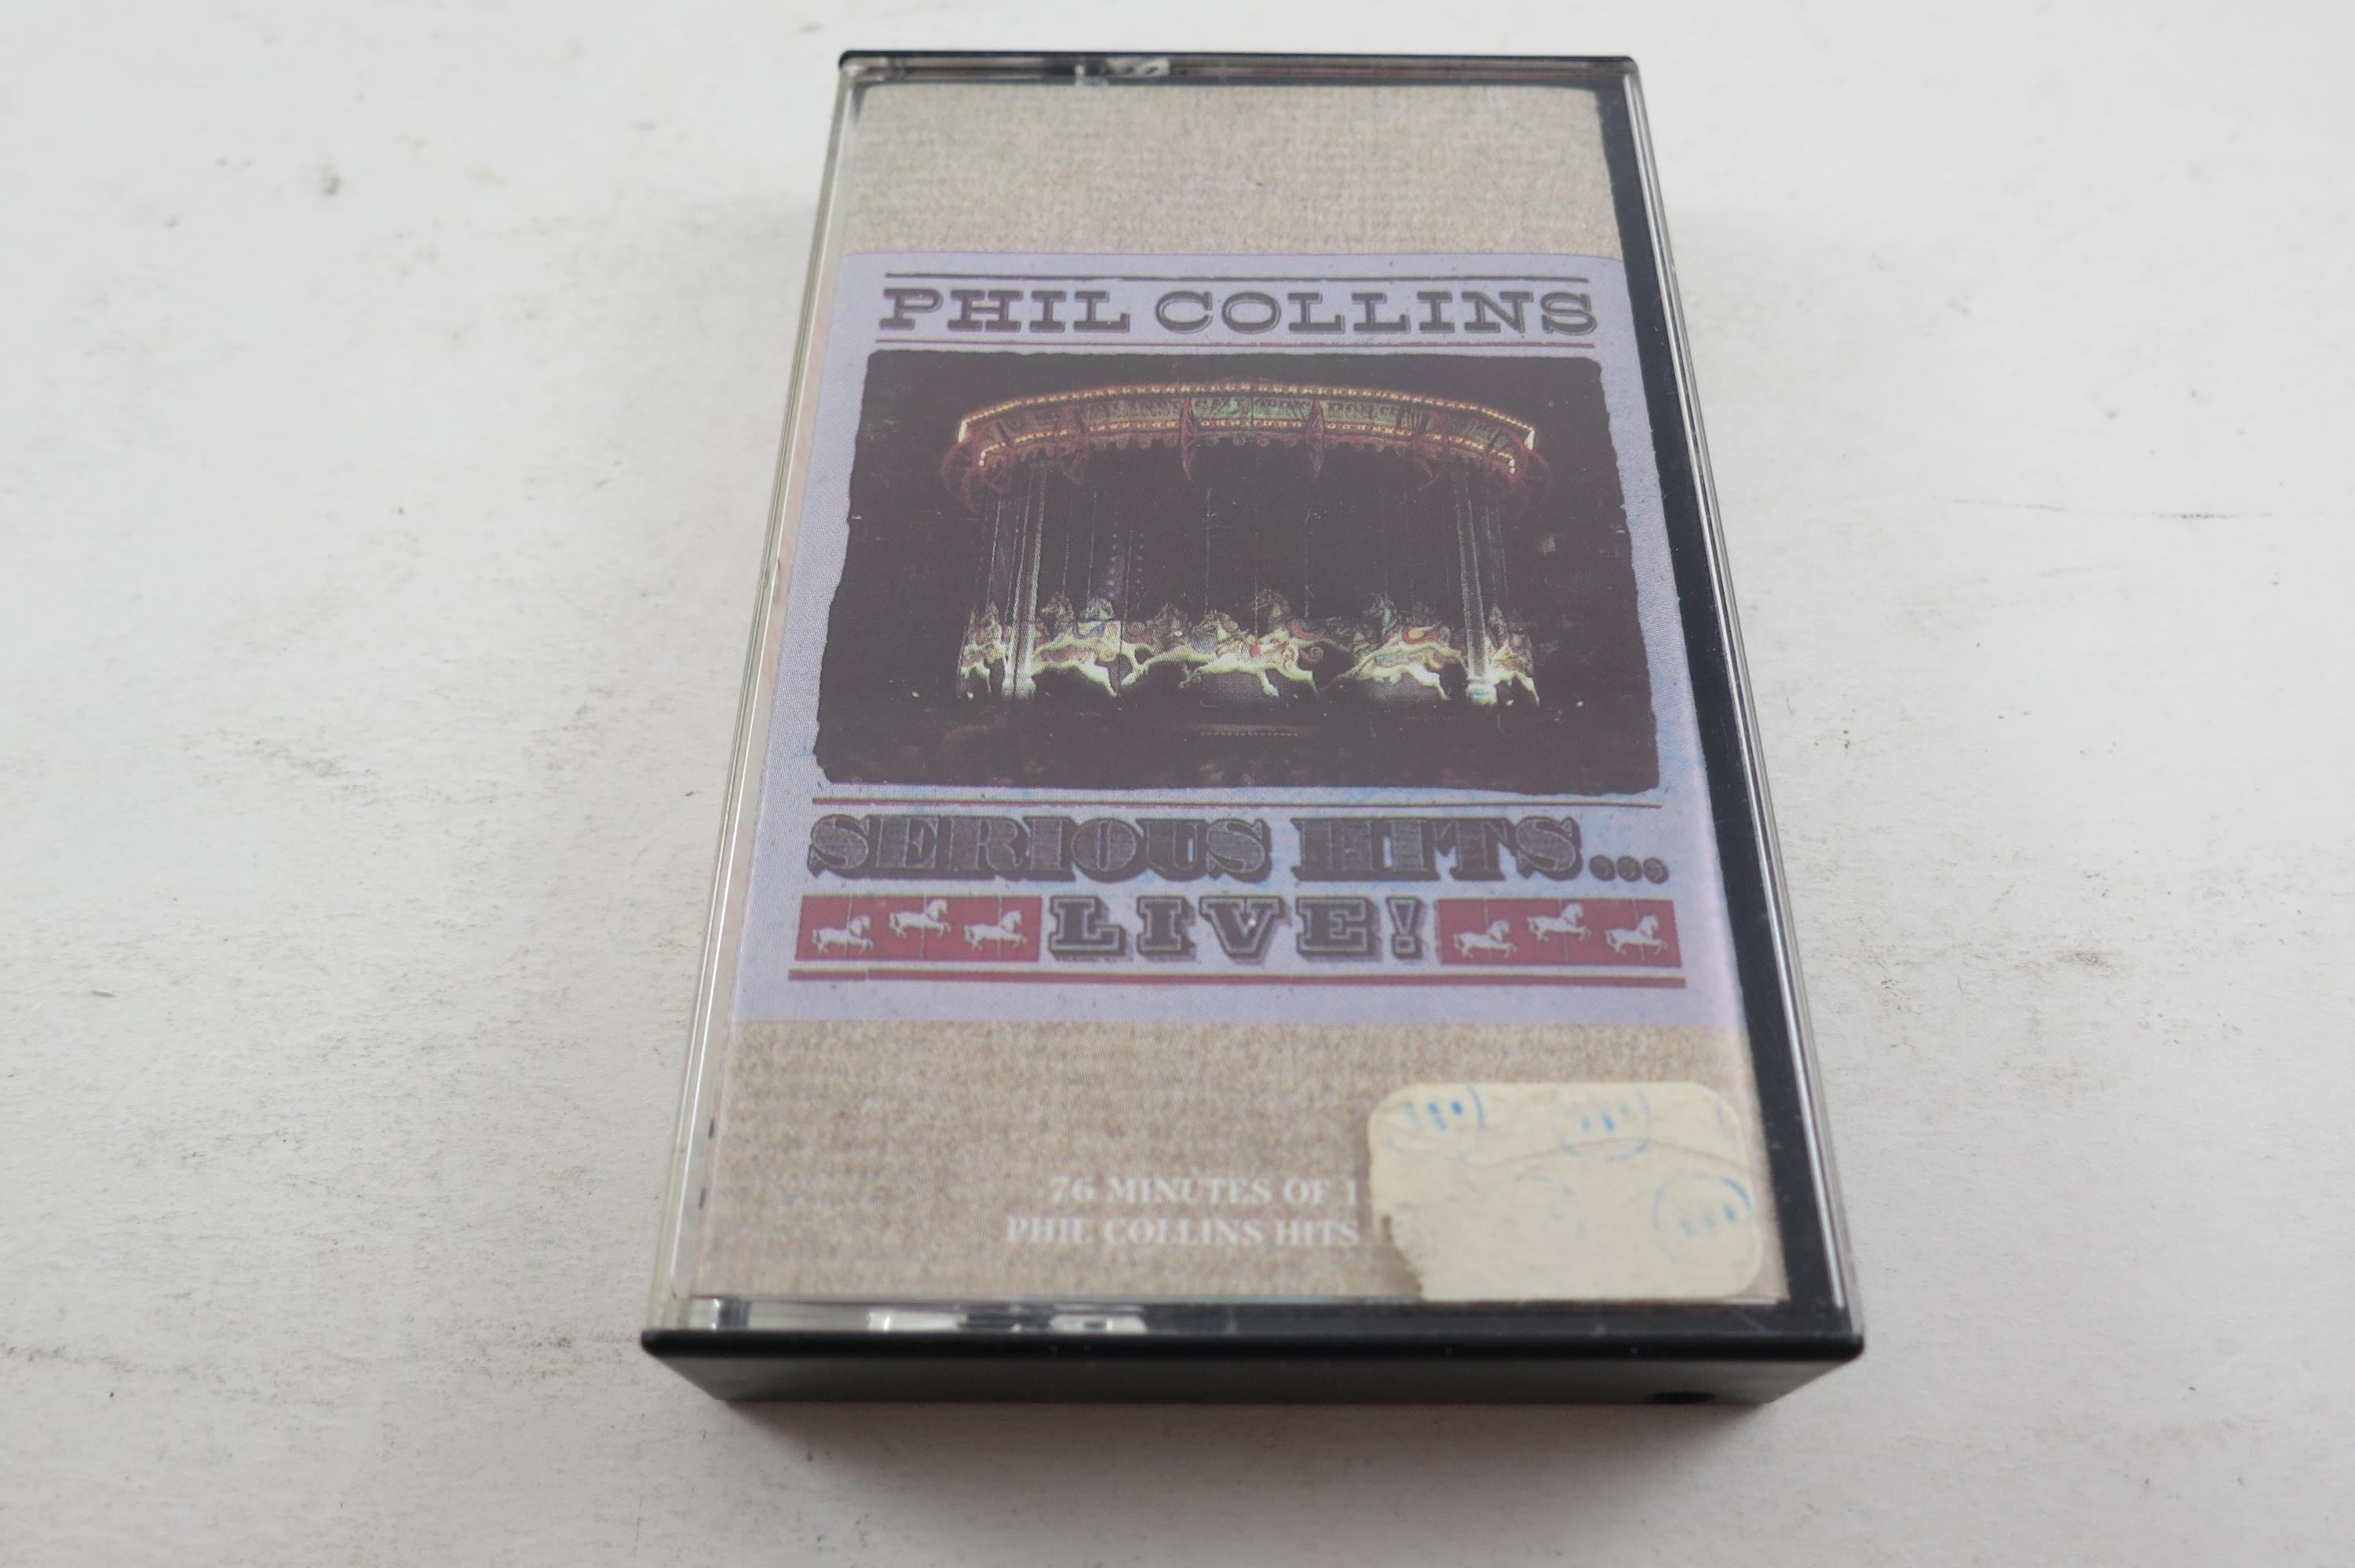 PHIL COLLINS
SERIOUS HITS...
LIVE!
76 MINUTES OF
PHIL COLLINS HITS